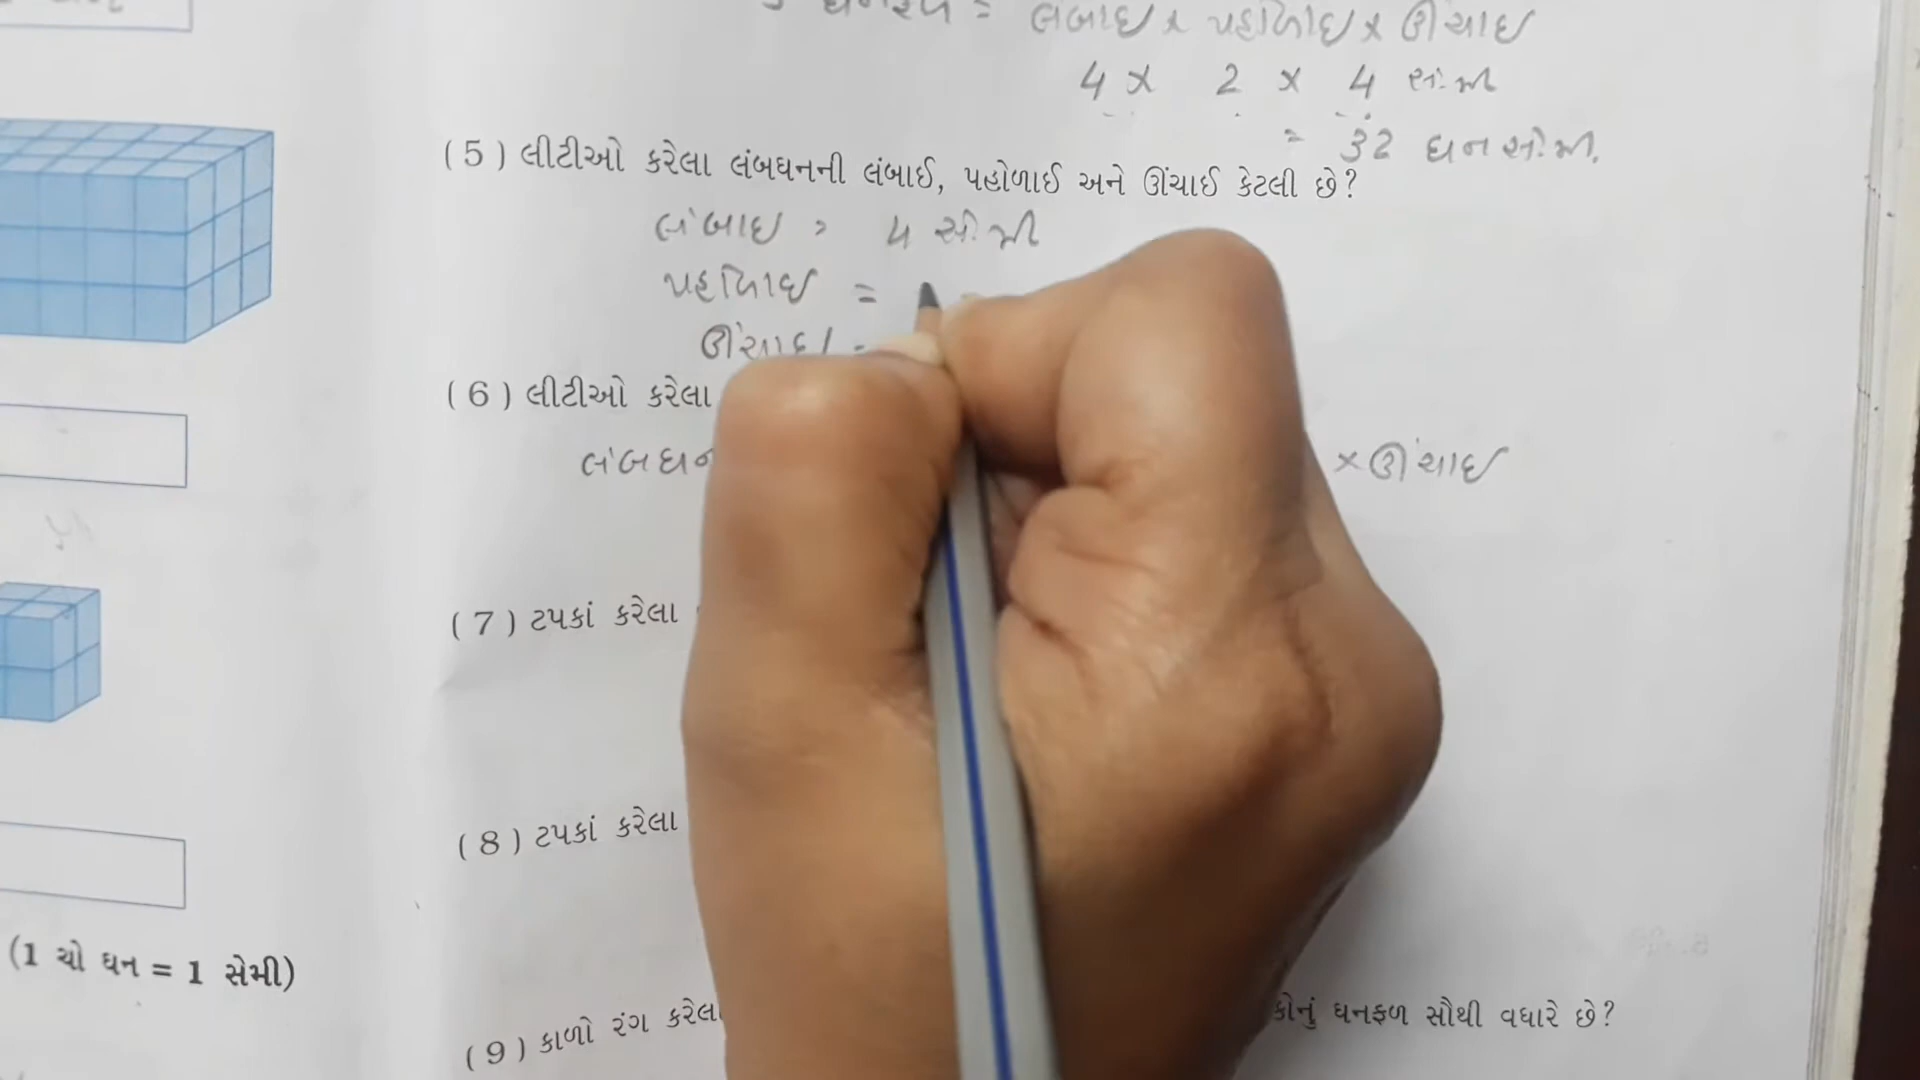 ઘનફળ = લંબાઇ x પહોળાઇ x ઊંચાઇ
4 x 2 x 4 સે.મી
= 32 ઘન સે.મી.
(5) લીટીઓ કરેલા લંબઘનની લંબાઈ, પહોળાઈ અને ઊંચાઈ કેટલી છે?
લંબાઇ = 4 સે.મી
પહોળાઇ =
ઊંચાઇ =
(6) લીટીઓ કરેલા
લંબઘન x ઊંચાઇ
(7) ટપકાં કરેલા
(8) ટપકાં કરેલા
(1 ચો ઘન = 1 સેમી)
(9) કાળો રંગ કરેલા કોનું ઘનફળ સૌથી વધારે છે?